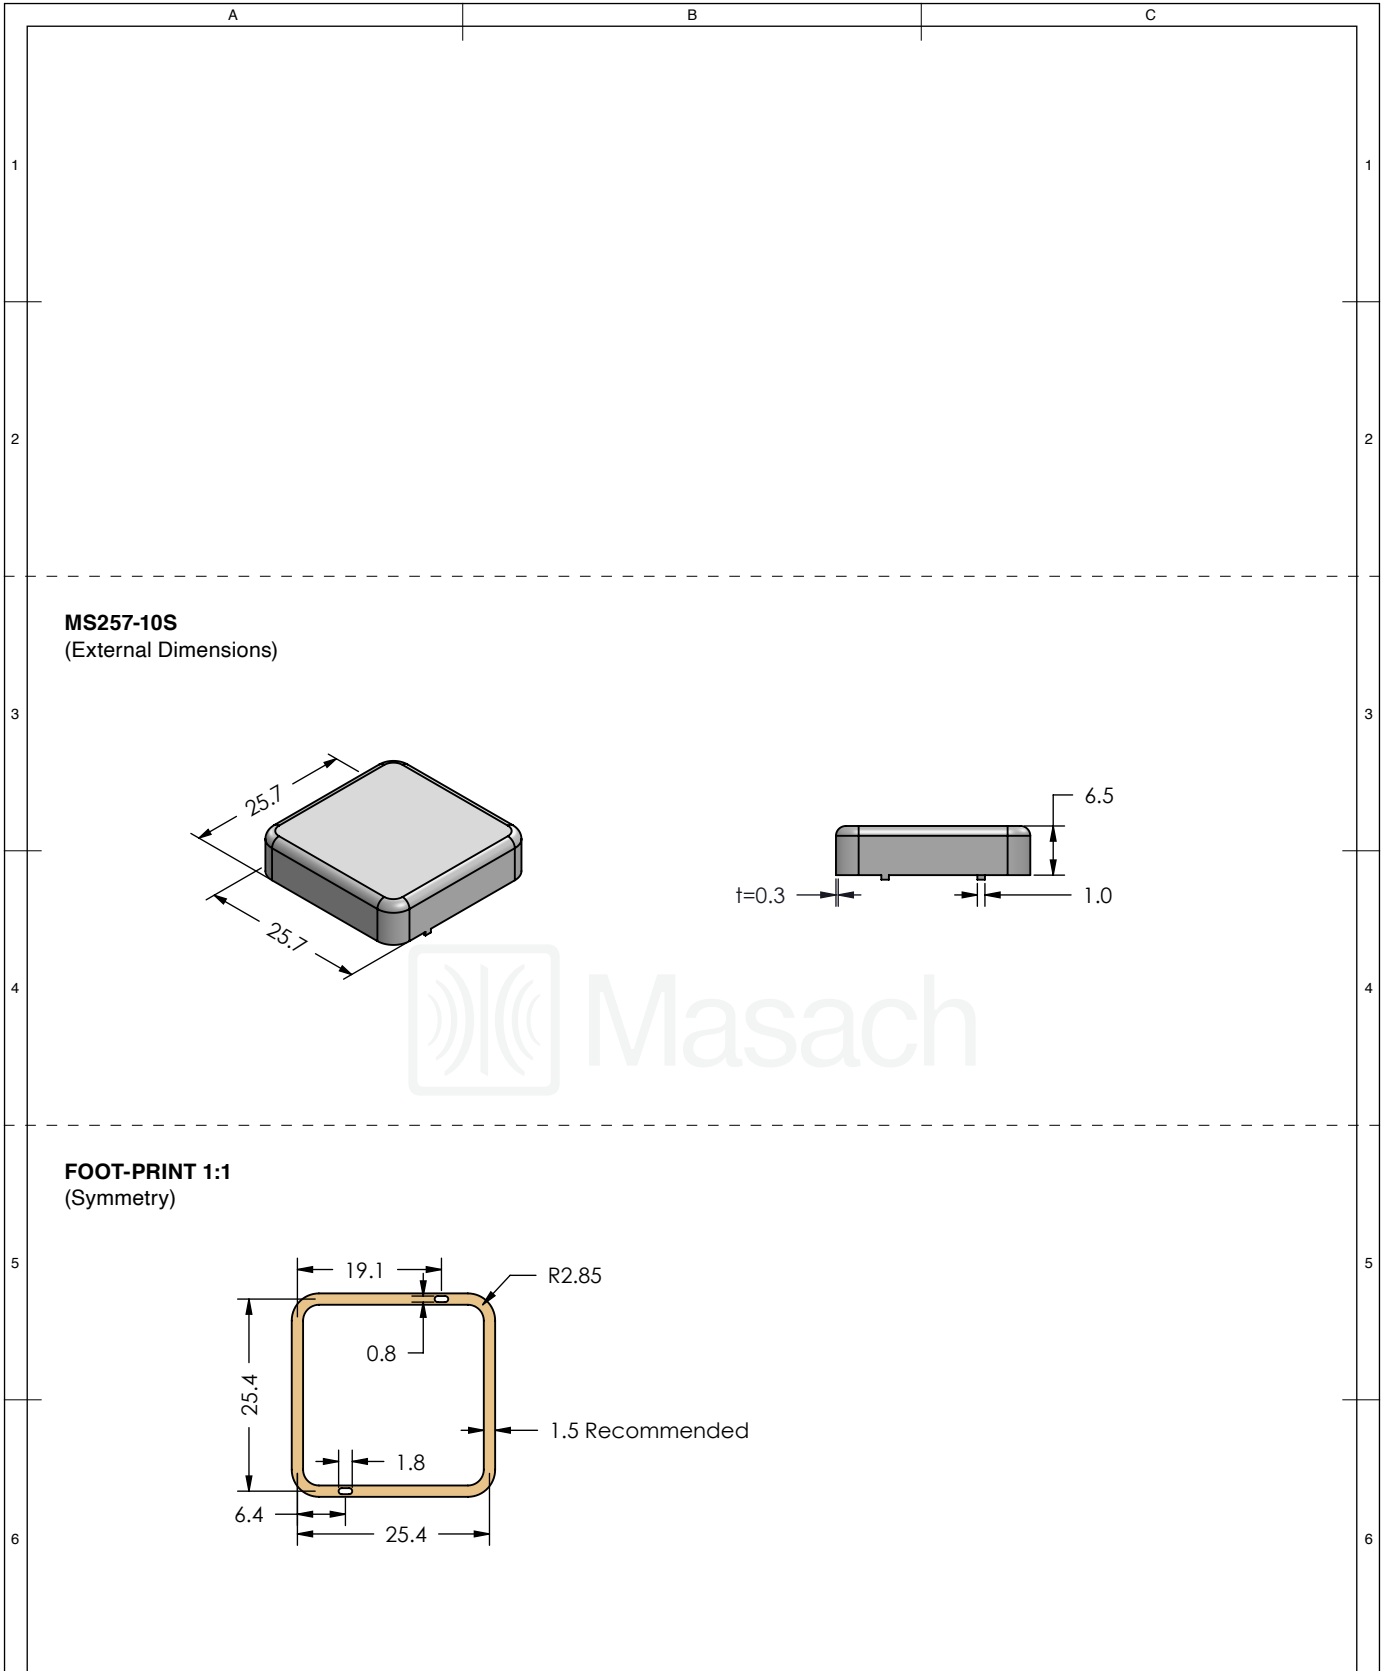 A B C
1 1
2 2
MS257-10S
(External Dimensions)
3 3
25.7
6.5
t=0.3
1.0
25.7
Masach
4 4
FOOT-PRINT 1:1
(Symmetry)
5 5
19.1
R2.85
0.8
25.4
1.5 Recommended
1.8
6.4
25.4
6 6